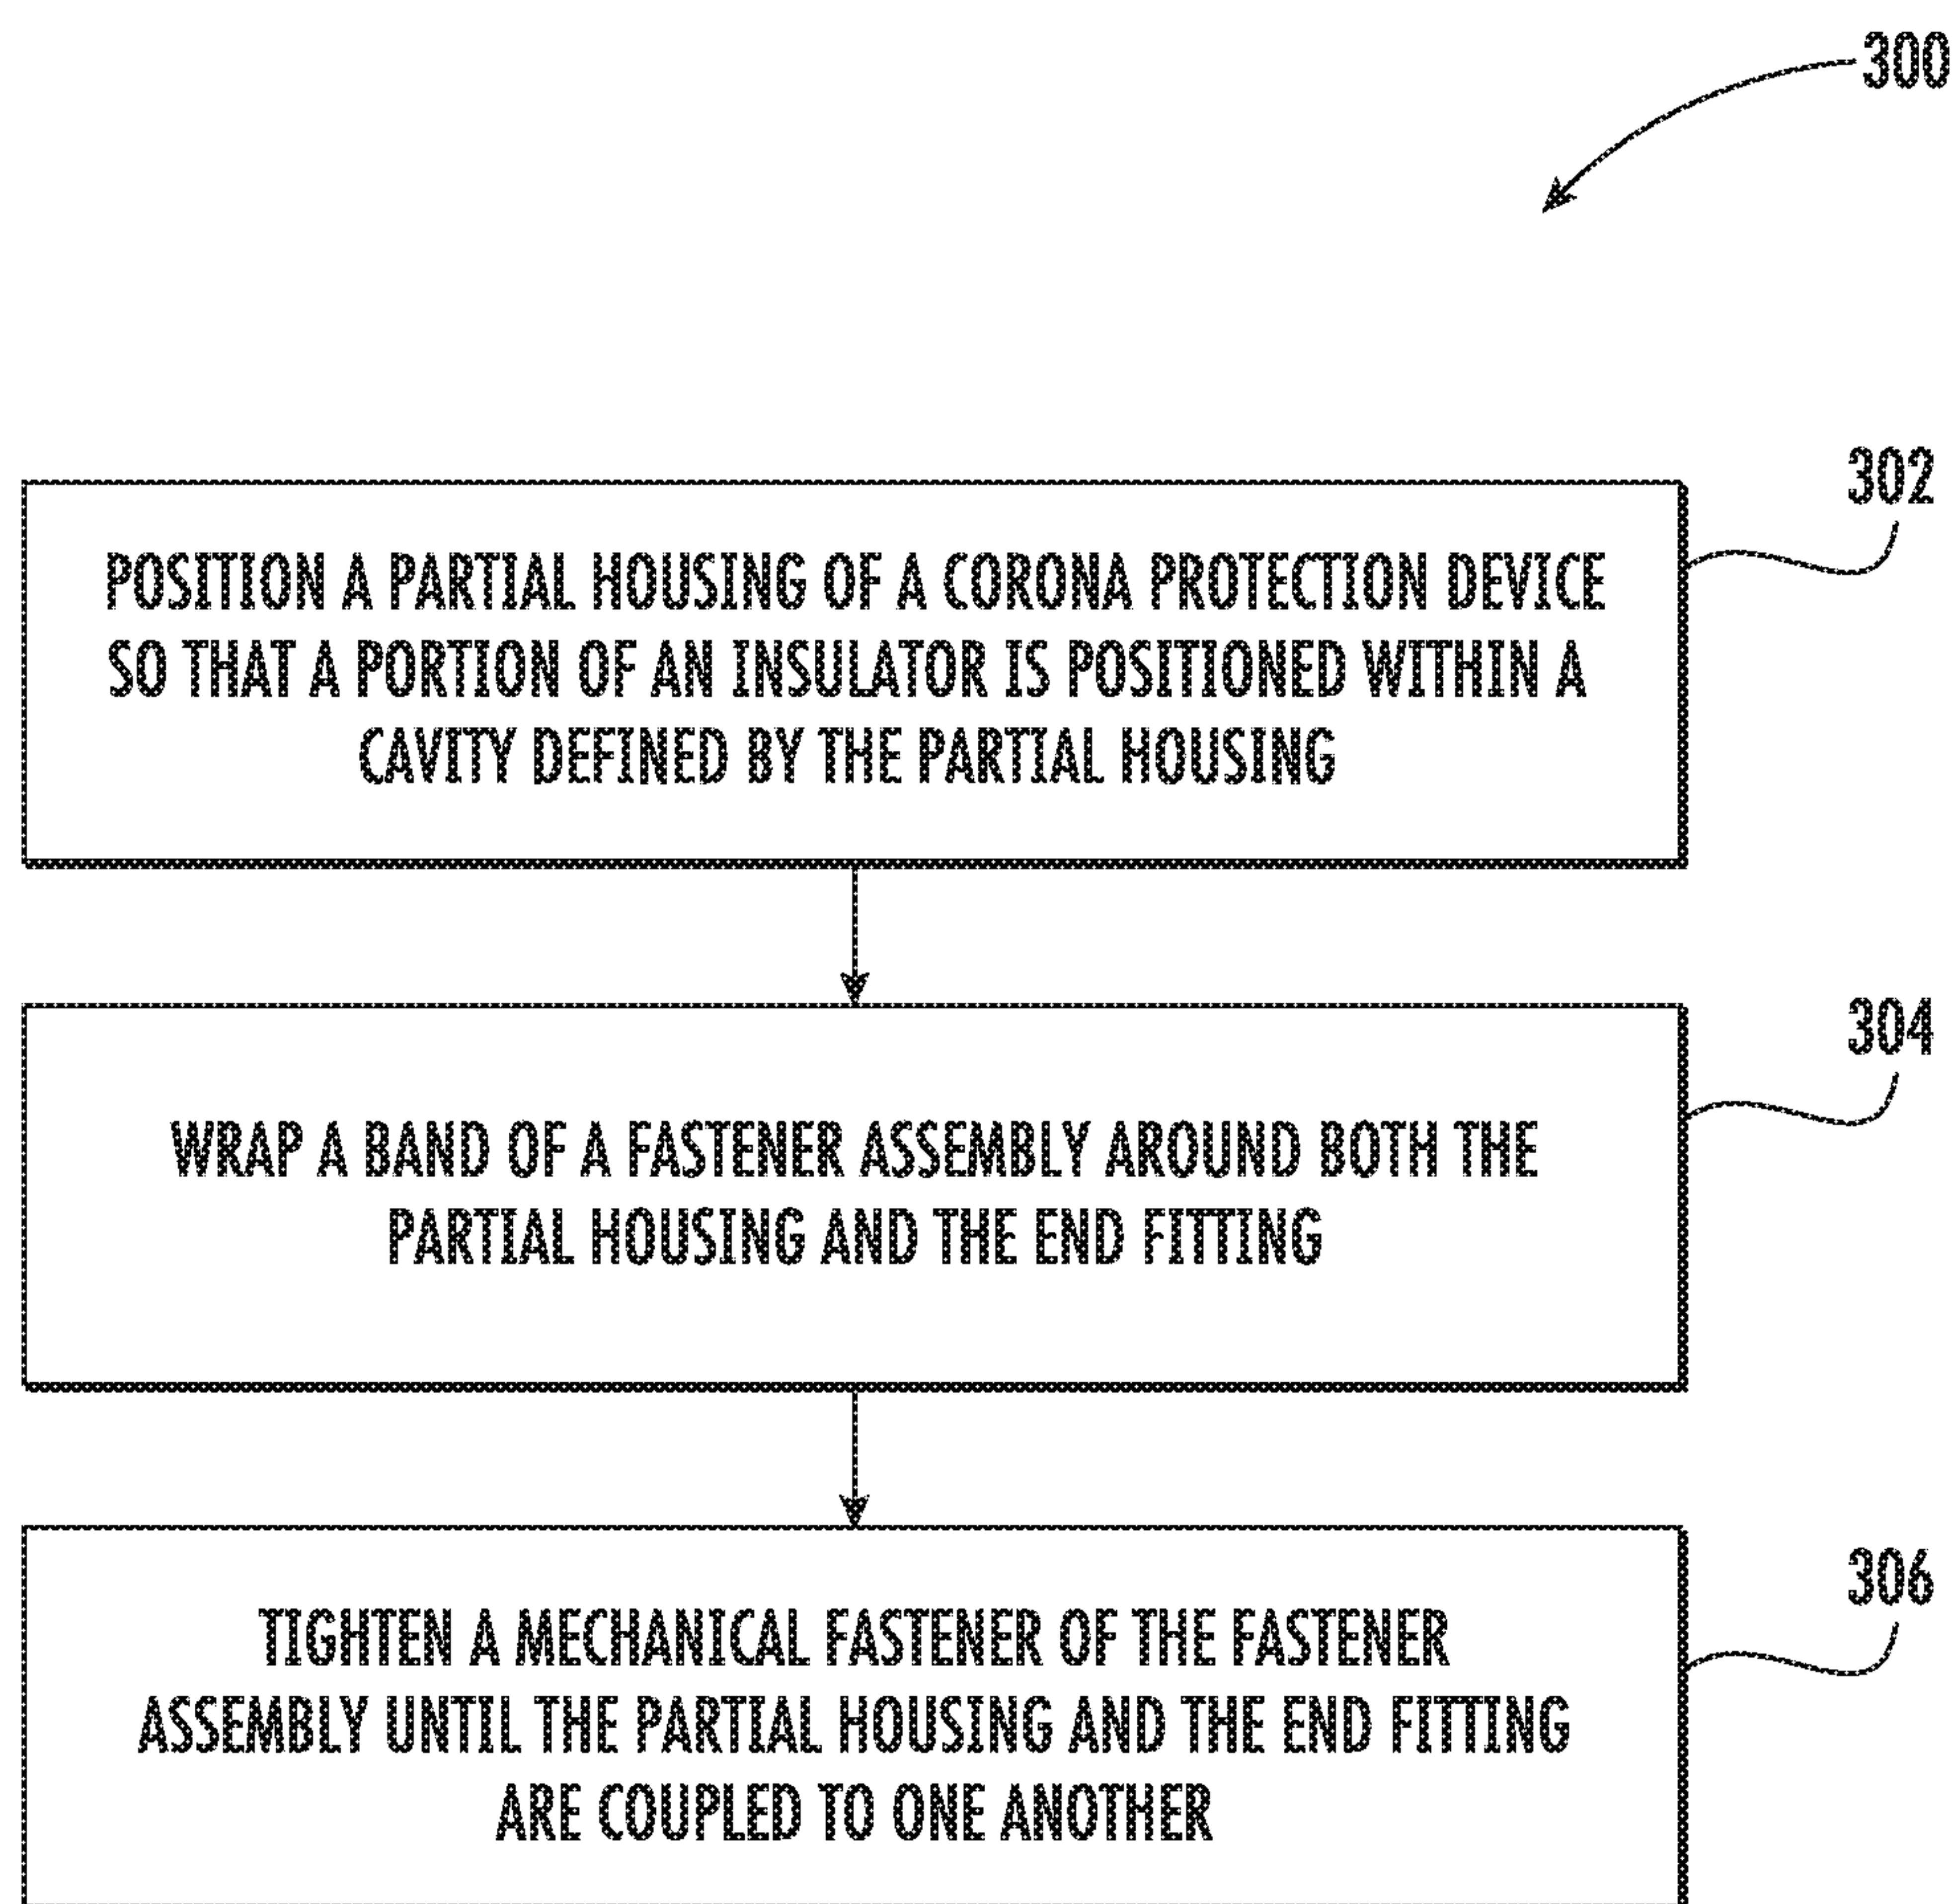 300
302
POSITION A PARTIAL HOUSING OF A CORONA PROTECTION DEVICE
SO THAT A PORTION OF AN INSULATOR IS POSITIONED WITHIN A
CAVITY DEFINED BY THE PARTIAL HOUSING
304
WRAP A BAND OF A FASTENER ASSEMBLY AROUND BOTH THE
PARTIAL HOUSING AND THE END FITTING
306
TIGHTEN A MECHANICAL FASTENER OF THE FASTENER
ASSEMBLY UNTIL THE PARTIAL HOUSING AND THE END FITTING
ARE COUPLED TO ONE ANOTHER